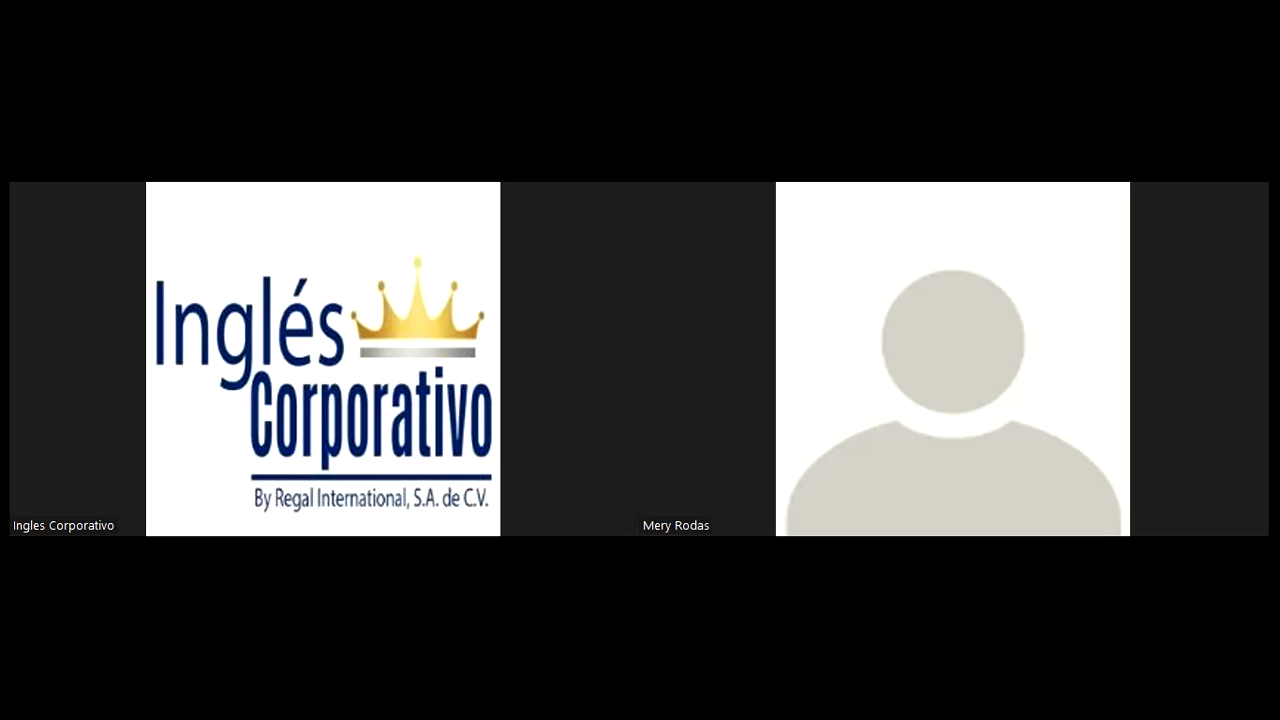 Inglés
Corporativo
By Regal International, S.A. de C.V.
Ingles Corporativo
Mery Rodas